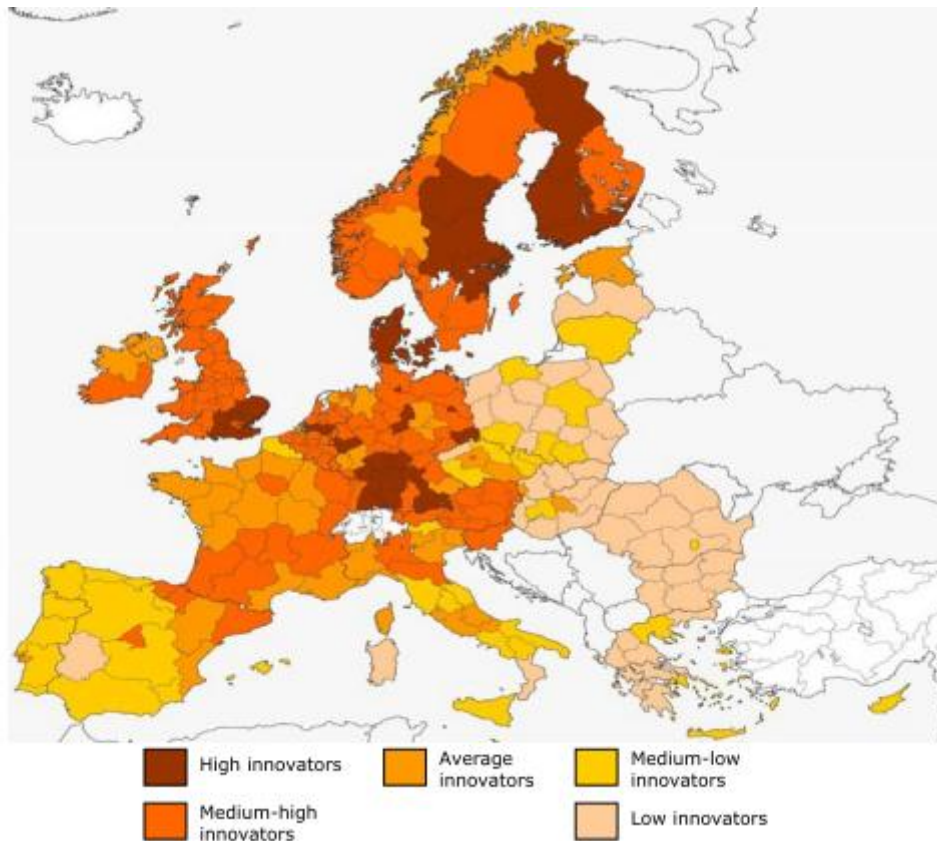 High innovators
Average
innovators
Medium-low
innovators
Medium-high
innovators
Low innovators